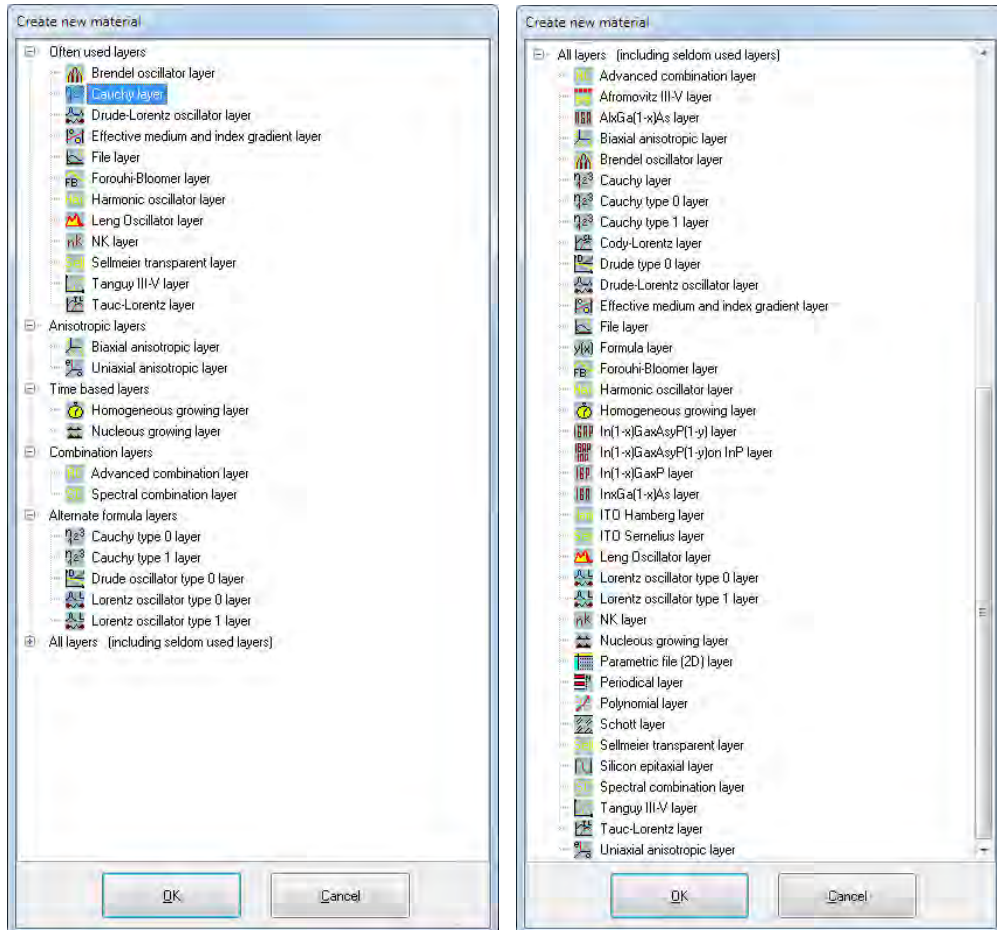 Create new material
Often used layers
Brendel oscillator layer
Cauchy layer
Drude-Lorentz oscillator layer
Effective medium and index gradient layer
File layer
Forouhi-Bloomer layer
Harmonic oscillator layer
Leng Oscillator layer
NK layer
Sellmeier transparent layer
Tanguy III-V layer
Tauc-Lorentz layer
Anisotropic layers
Biaxial anisotropic layer
Uniaxial anisotropic layer
Time based layers
Homogeneous growing layer
Nucleous growing layer
Combination layers
Advanced combination layer
Spectral combination layer
Alternate formula layers
Cauchy type 0 layer
Cauchy type 1 layer
Drude oscillator type 0 layer
Lorentz oscillator type 0 layer
Lorentz oscillator type 1 layer
All layers (including seldom used layers)
OK Cancel
Create new material
All layers (including seldom used layers)
Advanced combination layer
Afromovitz III-V layer
AlxGa(1-x)As layer
Biaxial anisotropic layer
Brendel oscillator layer
Cauchy layer
Cauchy type 0 layer
Cauchy type 1 layer
Cody-Lorentz layer
Drude type 0 layer
Drude-Lorentz oscillator layer
Effective medium and index gradient layer
File layer
y(x) Formula layer
FB Forouhi-Bloomer layer
Harmonic oscillator layer
Homogeneous growing layer
In(1-x)GaxAsyP(1-y) layer
In(1-x)GaxAsyP(1-y)on InP layer
In(1-x)GaxP layer
InxGa(1-x)As layer
ITO Hamberg layer
ITO Sernelius layer
Leng Oscillator layer
Lorentz oscillator type 0 layer
Lorentz oscillator type 1 layer
nk NK layer
Nucleous growing layer
Parametric file (2D) layer
Periodical layer
Polynomial layer
Schott layer
Sellmeier transparent layer
Silicon epitaxial layer
Spectral combination layer
Tanguy III-V layer
Tauc-Lorentz layer
Uniaxial anisotropic layer
OK Cancel